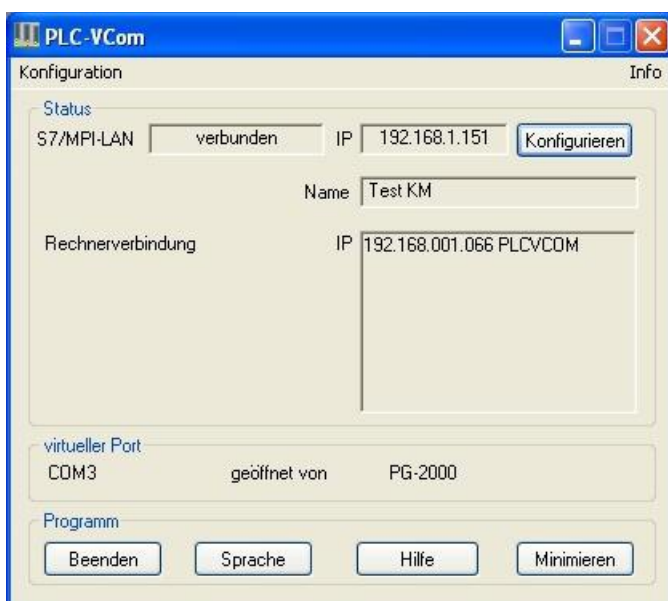 PLC-VCom
Konfiguration Info
Status
S7/MPI-LAN verbunden IP 192.168.1.151 Konfigurieren
Name Test KM
Rechnerverbindung IP 192.168.001.066 PLCVCOM
virtueller Port
COM3 geöffnet von PG-2000
Programm
Beenden Sprache Hilfe Minimieren